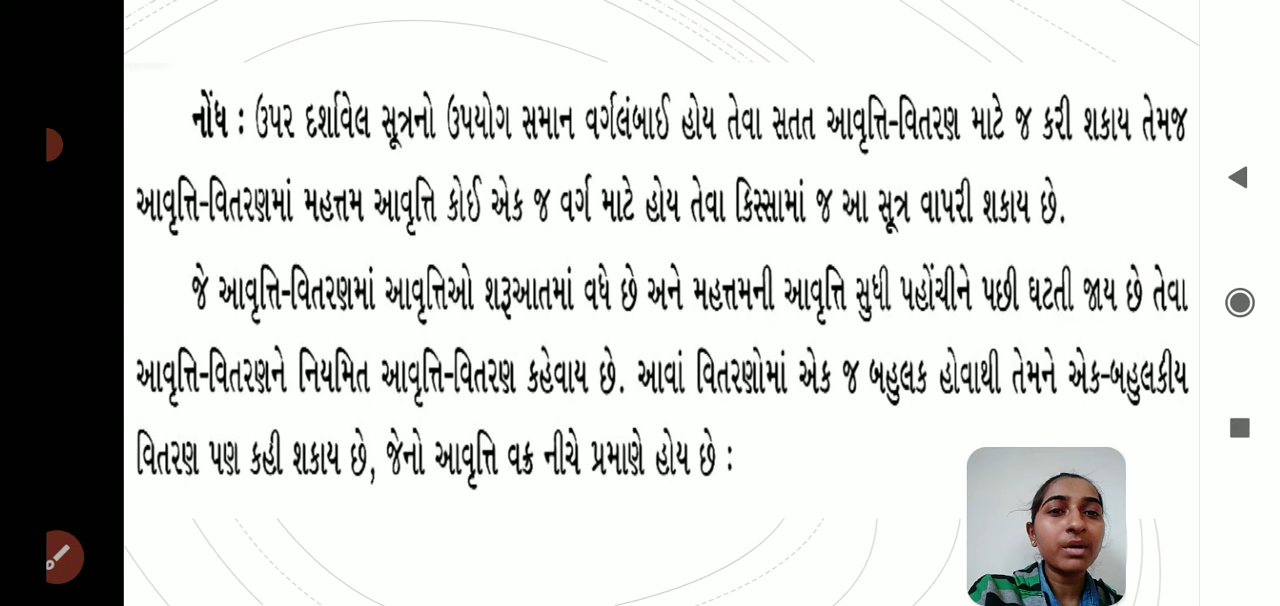 નોંધ : ઉપર દર્શાવેલ સૂત્રનો ઉપયોગ સમાન વર્ગલંબાઈ હોય તેવા સતત આવૃત્તિ-વિતરણ માટે જ કરી શકાય તેમજ
આવૃત્તિ-વિતરણમાં મહત્તમ આવૃત્તિ કોઈ એક જ વર્ગ માટે હોય તેવા કિસ્સામાં જ આ સૂત્ર વાપરી શકાય છે.
જે આવૃત્તિ-વિતરણમાં આવૃત્તિઓ શરૂઆતમાં વધે છે અને મહત્તમની આવૃત્તિ સુધી પહોંચીને પછી ઘટતી જાય છે તેવા
આવૃત્તિ-વિતરણને નિયમિત આવૃત્તિ-વિતરણ કહેવાય છે. આવાં વિતરણોમાં એક જ બહુલક હોવાથી તેમને એક-બહુલકીય
વિતરણ પણ કહી શકાય છે, જેનો આવૃત્તિ વક્ર નીચે પ્રમાણે હોય છે :